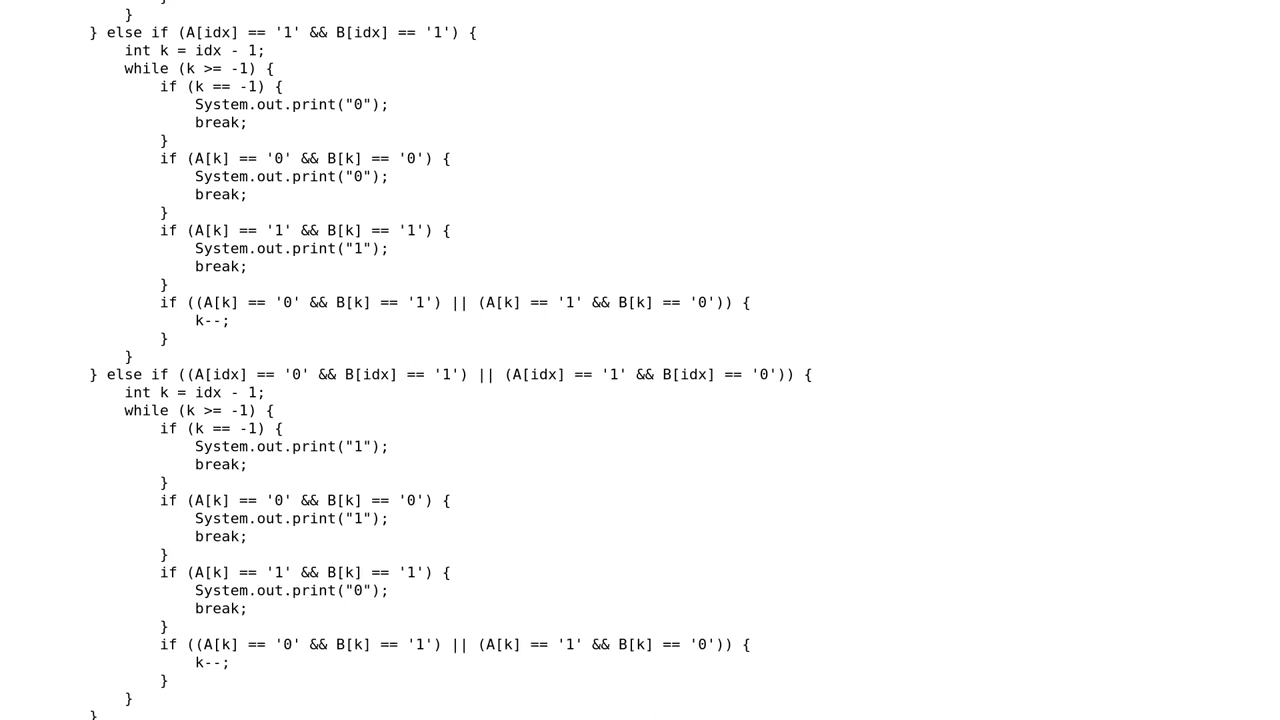 }
} else if (A[idx] == '1' && B[idx] == '1') {
int k = idx - 1;
while (k >= -1) {
if (k == -1) {
System.out.print("0");
break;
}
if (A[k] == '0' && B[k] == '0') {
System.out.print("0");
break;
}
if (A[k] == '1' && B[k] == '1') {
System.out.print("1");
break;
}
if ((A[k] == '0' && B[k] == '1') || (A[k] == '1' && B[k] == '0')) {
k--;
}
}
} else if ((A[idx] == '0' && B[idx] == '1') || (A[idx] == '1' && B[idx] == '0')) {
int k = idx - 1;
while (k >= -1) {
if (k == -1) {
System.out.print("1");
break;
}
if (A[k] == '0' && B[k] == '0') {
System.out.print("1");
break;
}
if (A[k] == '1' && B[k] == '1') {
System.out.print("0");
break;
}
if ((A[k] == '0' && B[k] == '1') || (A[k] == '1' && B[k] == '0')) {
k--;
}
}
}